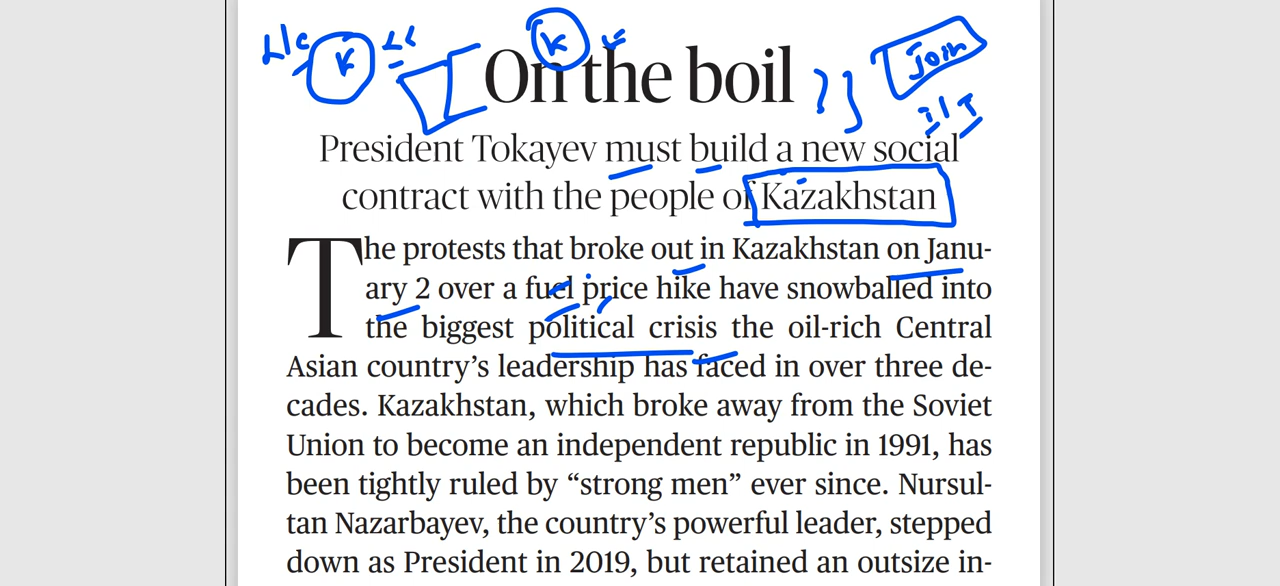 L/c K LL K
On the boil
Join
President Tokayev must build a new social
contract with the people of Kazakhstan
The protests that broke out in Kazakhstan on Janu-
ary 2 over a fuel price hike have snowballed into
the biggest political crisis the oil-rich Central
Asian country’s leadership has faced in over three de-
cades. Kazakhstan, which broke away from the Soviet
Union to become an independent republic in 1991, has
been tightly ruled by “strong men” ever since. Nursul-
tan Nazarbayev, the country’s powerful leader, stepped
down as President in 2019, but retained an outsize in-